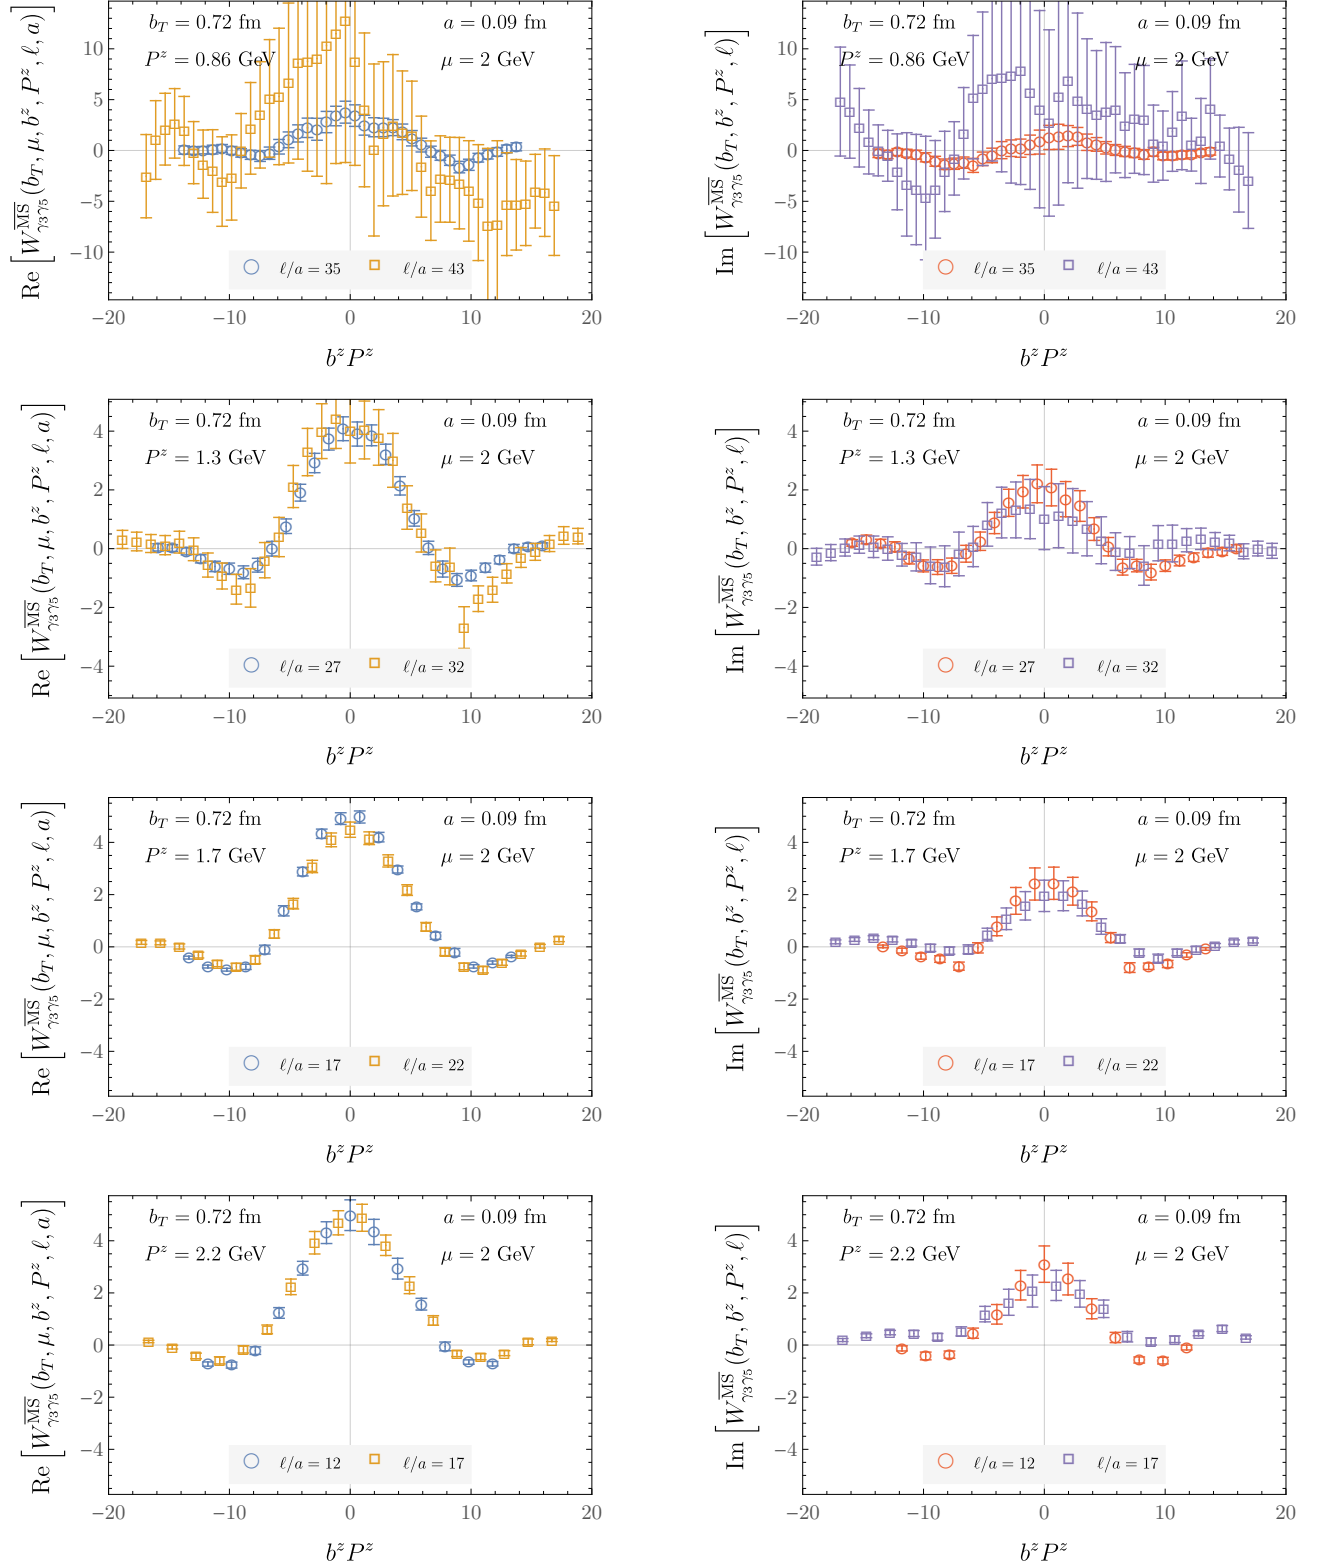 b_T = 0.72 fm a = 0.09 fm
P^z = 0.86 GeV μ = 2 GeV
Re [W^{\overline{MS}}_{γ_3γ_5}(b_T, μ, b^z, P^z, ℓ, a)]
10
5
0
−5
−10
ℓ/a = 35 ℓ/a = 43
−20 −10 0 10 20
b^z P^z
b_T = 0.72 fm a = 0.09 fm
P^z = 0.86 GeV μ = 2 GeV
Im [W^{\overline{MS}}_{γ_3γ_5}(b_T, b^z, P^z, ℓ)]
10
5
0
−5
−10
ℓ/a = 35 ℓ/a = 43
−20 −10 0 10 20
b^z P^z
b_T = 0.72 fm a = 0.09 fm
P^z = 1.3 GeV μ = 2 GeV
Re [W^{\overline{MS}}_{γ_3γ_5}(b_T, μ, b^z, P^z, ℓ, a)]
4
2
0
−2
−4
ℓ/a = 27 ℓ/a = 32
−20 −10 0 10 20
b^z P^z
b_T = 0.72 fm a = 0.09 fm
P^z = 1.3 GeV μ = 2 GeV
Im [W^{\overline{MS}}_{γ_3γ_5}(b_T, b^z, P^z, ℓ)]
4
2
0
−2
−4
ℓ/a = 27 ℓ/a = 32
−20 −10 0 10 20
b^z P^z
b_T = 0.72 fm a = 0.09 fm
P^z = 1.7 GeV μ = 2 GeV
Re [W^{\overline{MS}}_{γ_3γ_5}(b_T, μ, b^z, P^z, ℓ, a)]
4
2
0
−2
−4
ℓ/a = 17 ℓ/a = 22
−20 −10 0 10 20
b^z P^z
b_T = 0.72 fm a = 0.09 fm
P^z = 1.7 GeV μ = 2 GeV
Im [W^{\overline{MS}}_{γ_3γ_5}(b_T, b^z, P^z, ℓ)]
4
2
0
−2
−4
ℓ/a = 17 ℓ/a = 22
−20 −10 0 10 20
b^z P^z
b_T = 0.72 fm a = 0.09 fm
P^z = 2.2 GeV μ = 2 GeV
Re [W^{\overline{MS}}_{γ_3γ_5}(b_T, μ, b^z, P^z, ℓ, a)]
4
2
0
−2
−4
ℓ/a = 12 ℓ/a = 17
−20 −10 0 10 20
b^z P^z
b_T = 0.72 fm a = 0.09 fm
P^z = 2.2 GeV μ = 2 GeV
Im [W^{\overline{MS}}_{γ_3γ_5}(b_T, b^z, P^z, ℓ)]
4
2
0
−2
−4
ℓ/a = 12 ℓ/a = 17
−20 −10 0 10 20
b^z P^z